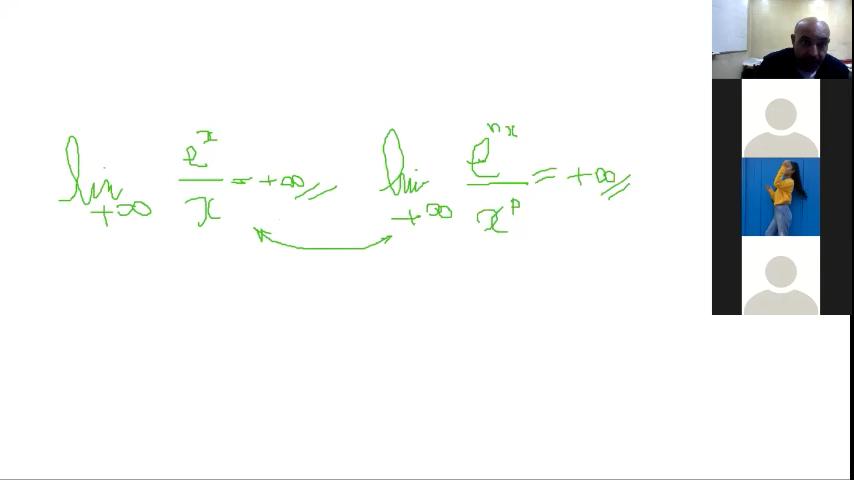 lim e^x / x = +∞ lim e^{nx} / x^p = +∞
+∞ +∞